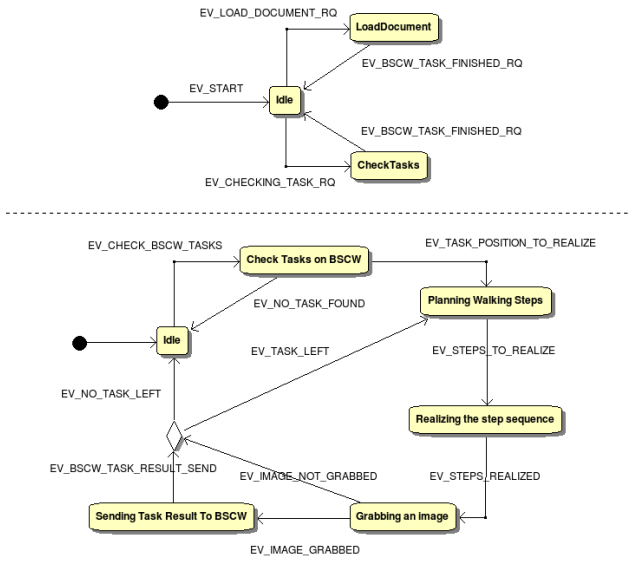 EV_LOAD_DOCUMENT_RQ
LoadDocument
EV_BSCW_TASK_FINISHED_RQ
EV_START
Idle
EV_BSCW_TASK_FINISHED_RQ
CheckTasks
EV_CHECKING_TASK_RQ
EV_CHECK_BSCW_TASKS
EV_TASK_POSITION_TO_REALIZE
Check Tasks on BSCW
EV_NO_TASK_FOUND
Planning Walking Steps
Idle
EV_TASK_LEFT
EV_STEPS_TO_REALIZE
EV_NO_TASK_LEFT
Realizing the step sequence
EV_BSCW_TASK_RESULT_SEND
EV_IMAGE_NOT_GRABBED
EV_STEPS_REALIZED
Sending Task Result To BSCW
Grabbing an image
EV_IMAGE_GRABBED